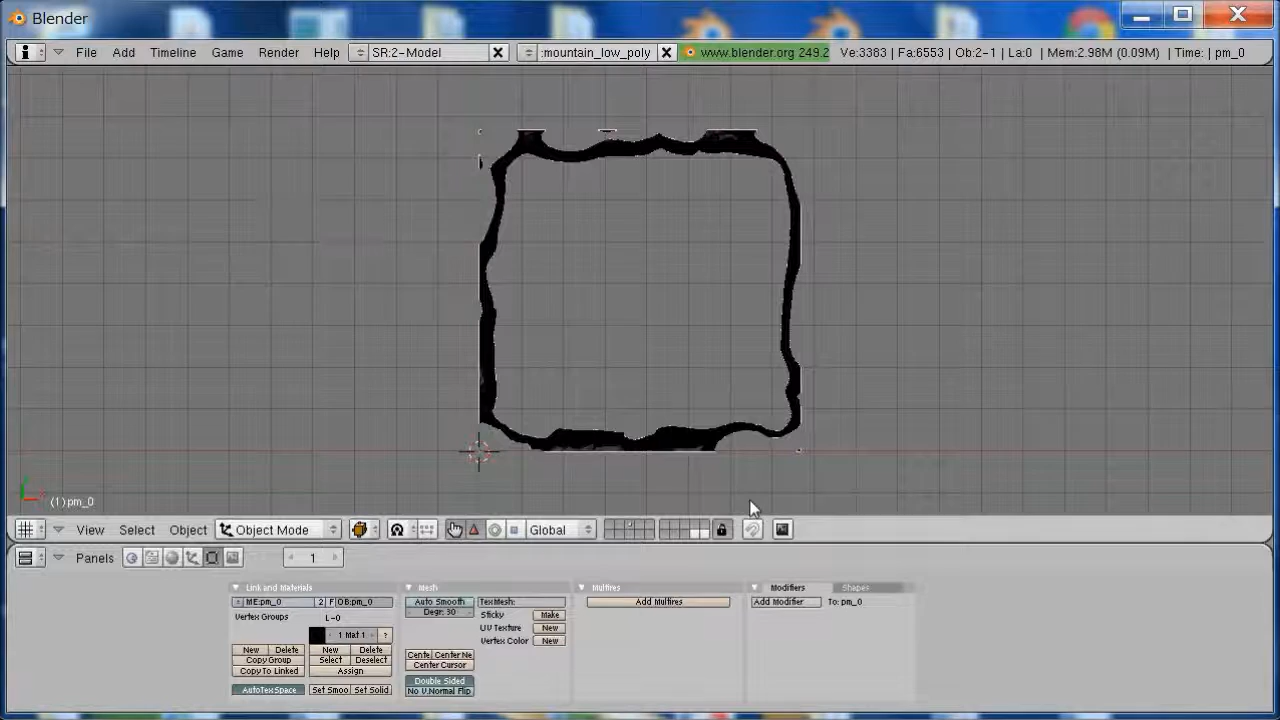 Blender
File Add Timeline Game Render Help SR:2-Model :mountain_low_poly www.blender.org 249.2 Ve:3383 | Fa:6553 | Ob:2-1 | La:0 | Mem:2.98M (0.09M) | Time: | pm_0
(1) pm_0
View Select Object Object Mode Global
Panels 1
Link and Materials Mesh Multires Modifiers Shapes
ME:pm_0 2 F OB:pm_0 Auto Smooth TexMesh: Add Multires Add Modifier To: pm_0
Degr: 30
Vertex Groups L-0 Sticky Make
UV Texture New
1 Mat 1 ? Vertex Color New
New Delete New Delete
Cente Center Ne
Copy Group Select Deselect Center Cursor
Copy To Linked Assign
Double Sided
AutoTexSpace Set Smoo Set Solid No V.Normal Flip